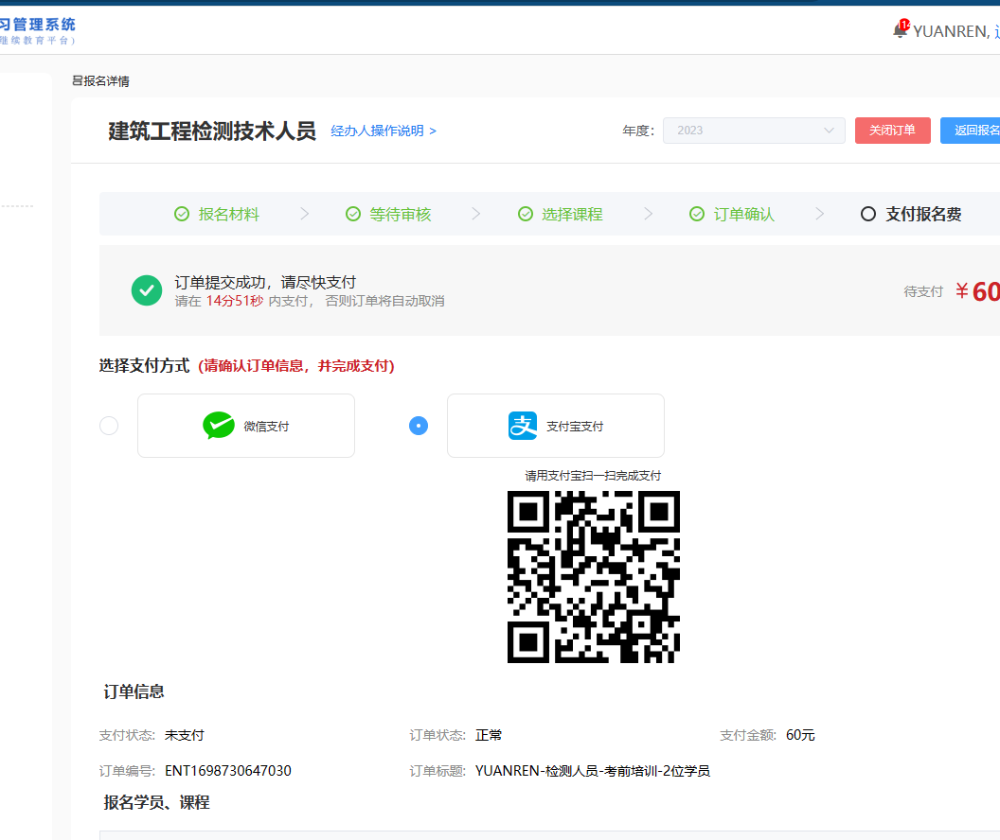 习管理系统
继续教育平台)
14
YUANREN,
报名详情
建筑工程检测技术人员 经办人操作说明 >
年度: 2023 关闭订单 返回报名
报名材料 等待审核 选择课程 订单确认 支付报名费
订单提交成功，请尽快支付
请在 14分51秒 内支付， 否则订单将自动取消
待支付 ￥60
选择支付方式 (请确认订单信息，并完成支付)
微信支付 支付宝支付
请用支付宝扫一扫完成支付
订单信息
支付状态: 未支付 订单状态: 正常 支付金额: 60元
订单编号: ENT1698730647030 订单标题: YUANREN-检测人员-考前培训-2位学员
报名学员、课程